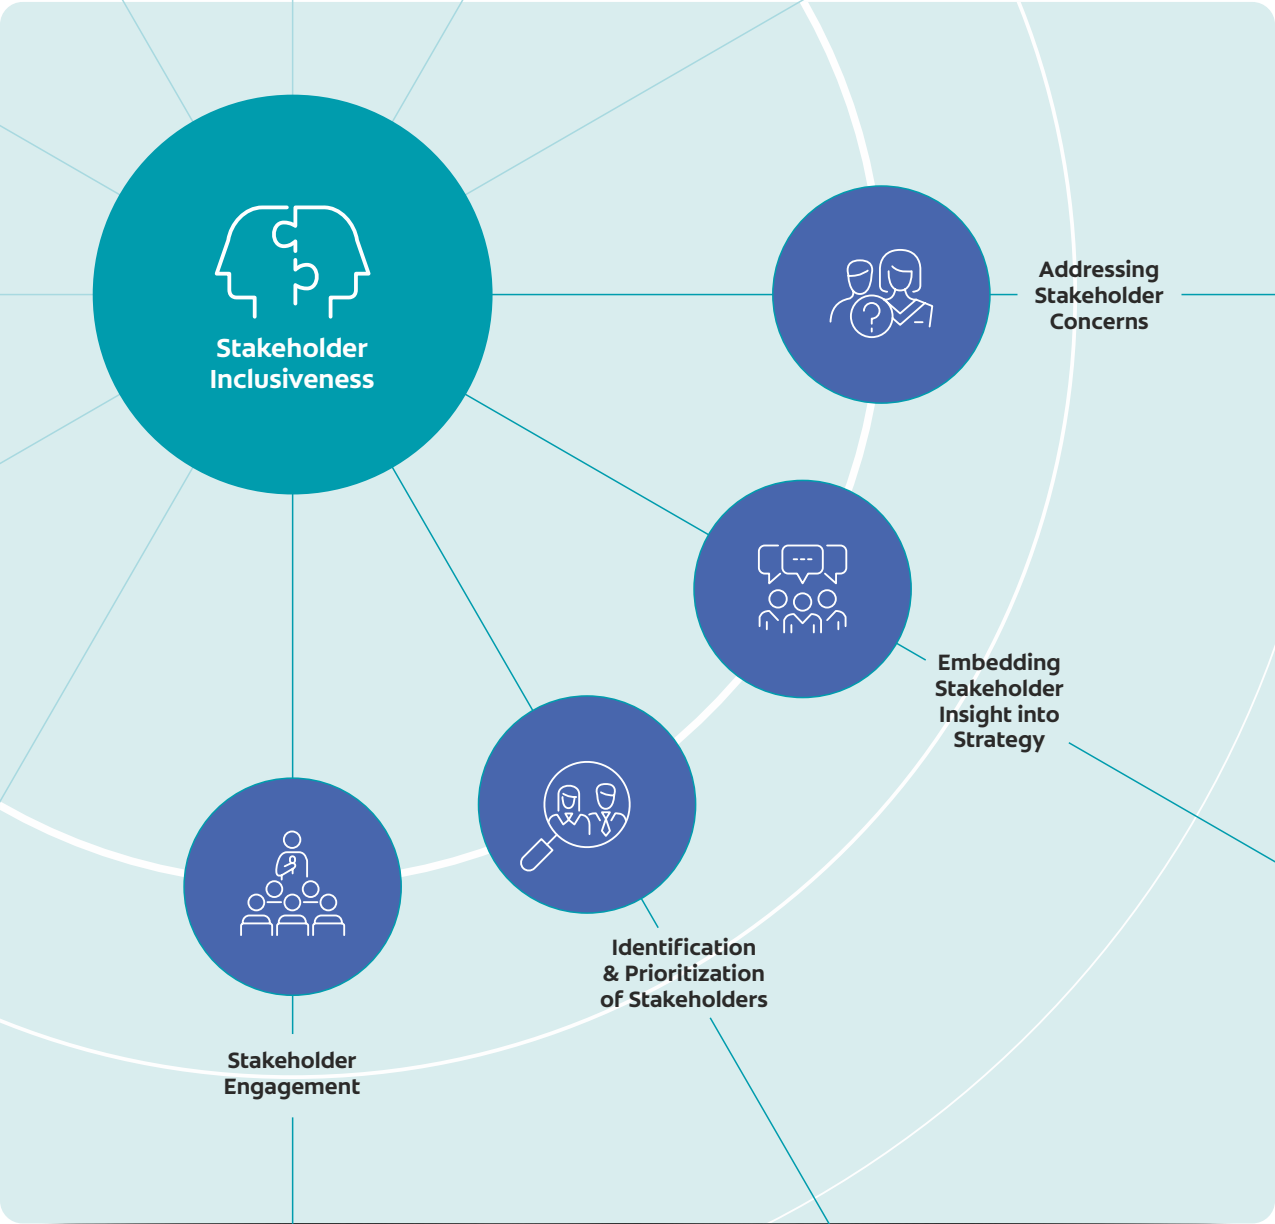 Stakeholder
Inclusiveness
Addressing
Stakeholder
Concerns
Embedding
Stakeholder
Insight into
Strategy
Identification
& Prioritization
of Stakeholders
Stakeholder
Engagement